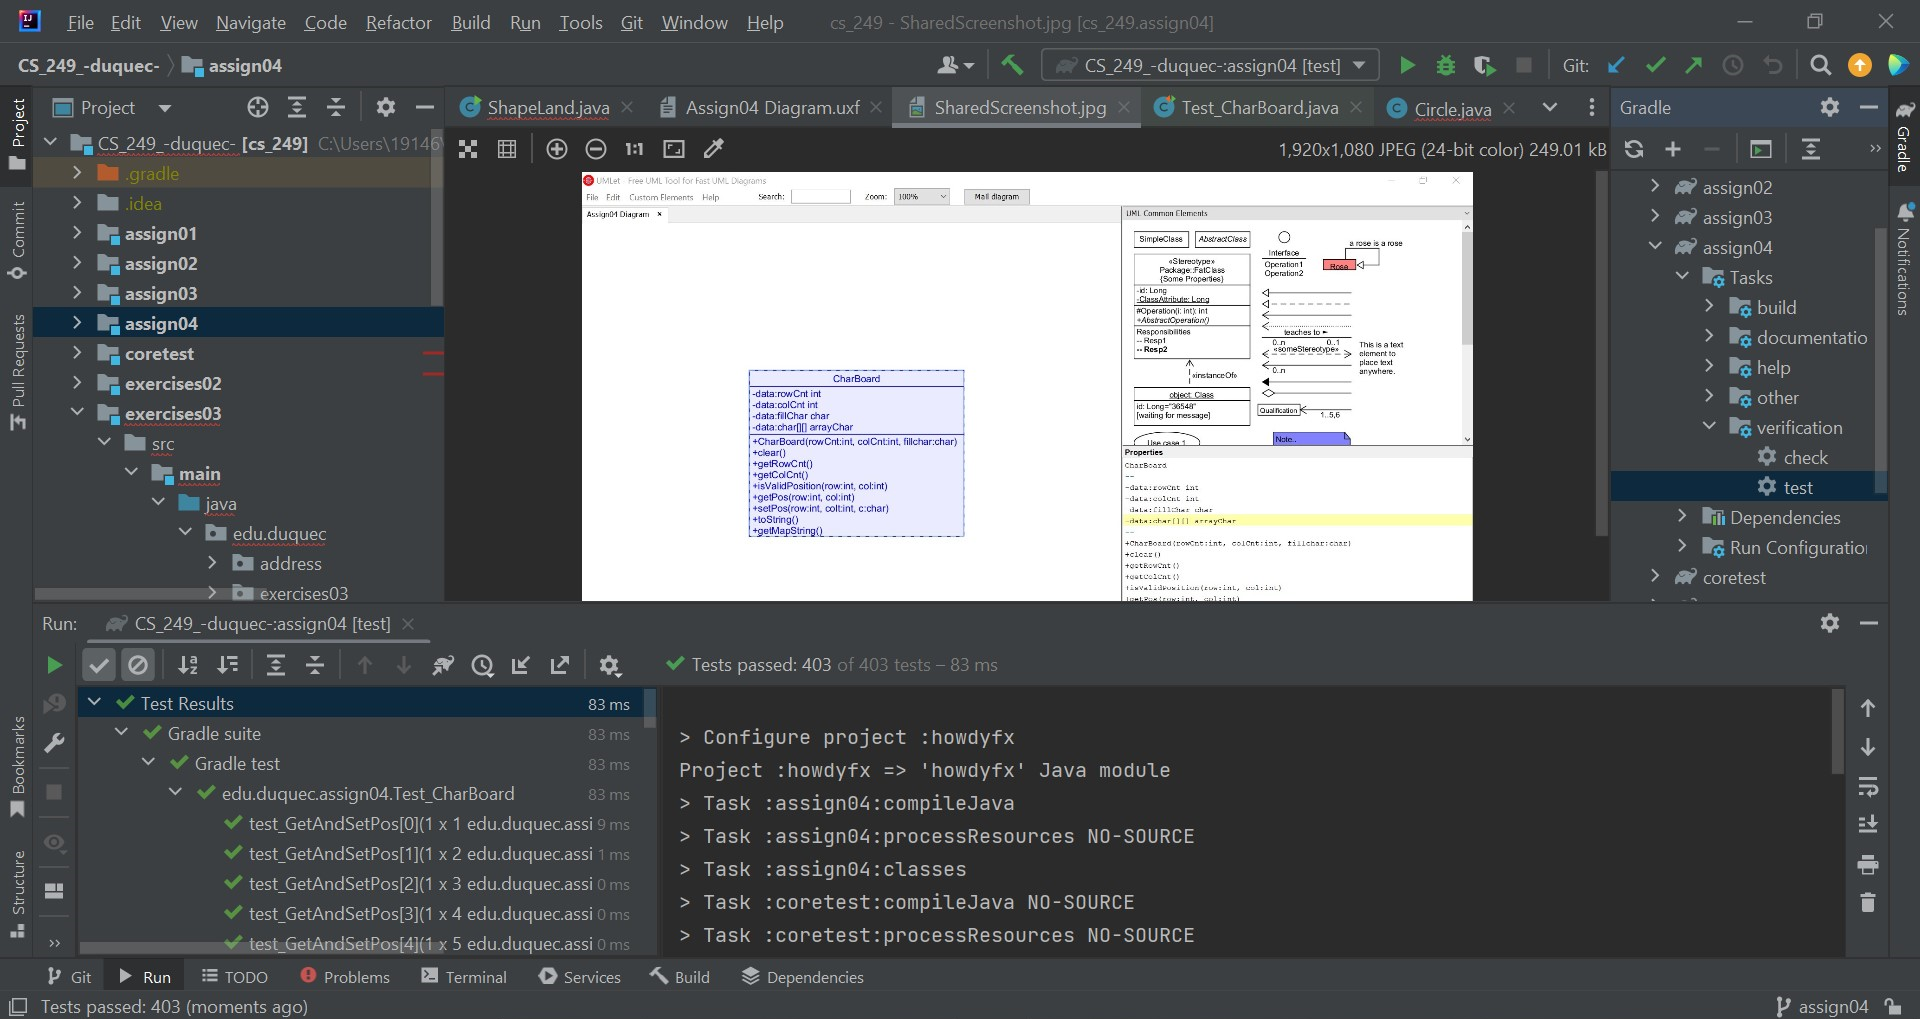 File Edit View Navigate Code Refactor Build Run Tools Git Window Help cs_249 - SharedScreenshot.jpg [cs_249.assign04]
CS_249_-duquec- assign04 CS_249_-duquec-:assign04 [test] Git:
Project
Commit
Pull Requests
Bookmarks
Structure
Project
CS_249_-duquec- [cs_249] C:\Users\19146\
.gradle
.idea
assign01
assign02
assign03
assign04
coretest
exercises02
exercises03
src
main
java
edu.duquec
address
exercises03
ShapeLand.java Assign04 Diagram.uxf SharedScreenshot.jpg Test_CharBoard.java Circle.java
1:1 1,920x1,080 JPEG (24-bit color) 249.01 kB
UMLet - Free UML Tool for Fast UML Diagrams
File Edit Custom Elements Help Search: Zoom: 100% Mail diagram
Assign04 Diagram
CharBoard
-data:rowCnt int
-data:colCnt int
-data:fillChar char
-data:char[][] arrayChar
+CharBoard(rowCnt:int, colCnt:int, fillchar:char)
+clear()
+getRowCnt()
+getColCnt()
+isValidPosition(row:int, col:int)
+getPos(row:int, col:int)
+setPos(row:int, colt:int, c:char)
+toString()
+getMapString()
UML Common Elements
SimpleClass AbstractClass
a rose is a rose
Interface
Operation1
Operation2
Rose
«Stereotype»
Package::FatClass
{Some Properties}
-id: Long
-ClassAttribute: Long
#Operation(i: int): int
+AbstractOperation()
Responsibilities
-- Resp1
-- Resp2
teaches to ►
0..n 0..1
«someStereotype»
0..n
This is a text
element to
place text
anywhere.
«instanceOf»
object: Class
id: Long="36548"
[waiting for message]
Qualification 1..5,6
Use case 1 Note..
Properties
CharBoard
--
-data:rowCnt int
-data:colCnt int
-data:fillChar char
-data:char[][] arrayChar
--
+CharBoard(rowCnt:int, colCnt:int, fillchar:char)
+clear()
+getRowCnt()
+getColCnt()
+isValidPosition(row:int, col:int)
+getPos(row:int, col:int)
Gradle
assign02
assign03
assign04
Tasks
build
documentatio
help
other
verification
check
test
Dependencies
Run Configuratio
coretest
Gradle
Notifications
Run: CS_249_-duquec-:assign04 [test]
Tests passed: 403 of 403 tests – 83 ms
Test Results 83 ms
Gradle suite 83 ms
Gradle test 83 ms
edu.duquec.assign04.Test_CharBoard 83 ms
test_GetAndSetPos[0](1 x 1 edu.duquec.assi 9 ms
test_GetAndSetPos[1](1 x 2 edu.duquec.assi 1 ms
test_GetAndSetPos[2](1 x 3 edu.duquec.assi 0 ms
test_GetAndSetPos[3](1 x 4 edu.duquec.assi 0 ms
test_GetAndSetPos[4](1 x 5 edu.duquec.assi 0 ms
> Configure project :howdyfx
Project :howdyfx => 'howdyfx' Java module
> Task :assign04:compileJava
> Task :assign04:processResources NO-SOURCE
> Task :assign04:classes
> Task :coretest:compileJava NO-SOURCE
> Task :coretest:processResources NO-SOURCE
Git Run TODO Problems Terminal Services Build Dependencies
Tests passed: 403 (moments ago) assign04